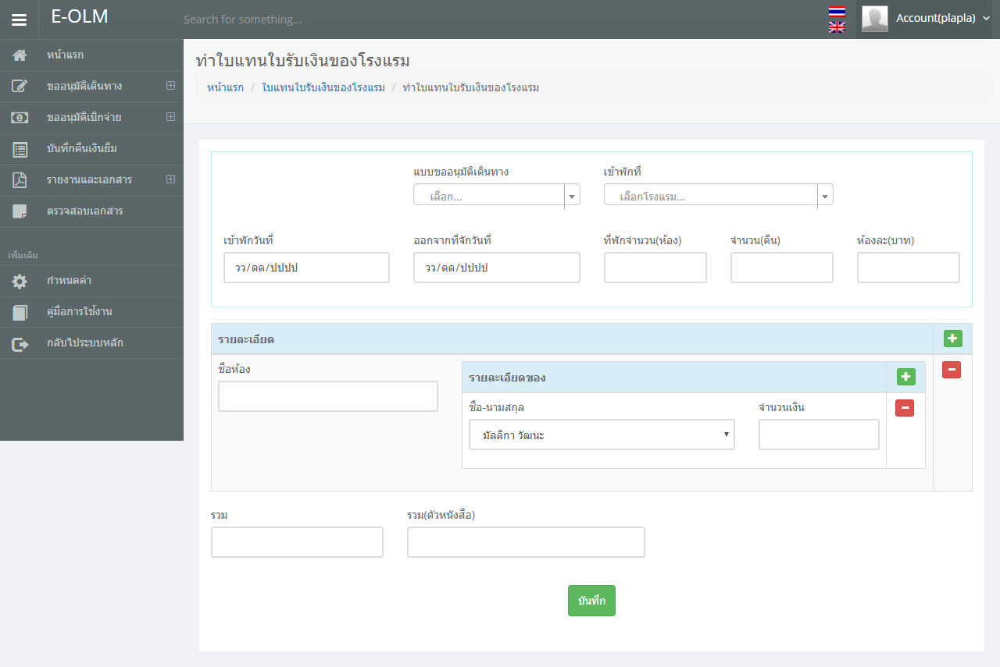 E-OLM
Search for something...
Account(plapla)
หน้าแรก
ขออนุมัติเดินทาง
ขออนุมัติเบิกจ่าย
บันทึกคืนเงินยืม
รายงานและเอกสาร
ตรวจสอบเอกสาร
เพิ่มเติม
กำหนดค่า
คู่มือการใช้งาน
กลับไประบบหลัก
ทำใบแทนใบรับเงินของโรงแรม
หน้าแรก / ใบแทนใบรับเงินของโรงแรม / ทำใบแทนใบรับเงินของโรงแรม
แบบขออนุมัติเดินทาง เข้าพักที่
เลือก... เลือกโรงแรม...
เข้าพักวันที่ ออกจากที่จักวันที่ ที่พักจำนวน(ห้อง) จำนวน(คืน) ห้องละ(บาท)
วว/ดด/ปปปป วว/ดด/ปปปป
รายละเอียด
ชื่อห้อง
รายละเอียดของ
ชื่อ-นามสกุล จำนวนเงิน
มัลลิกา วัฒนะ
รวม รวม(ตัวหนังสือ)
บันทึก